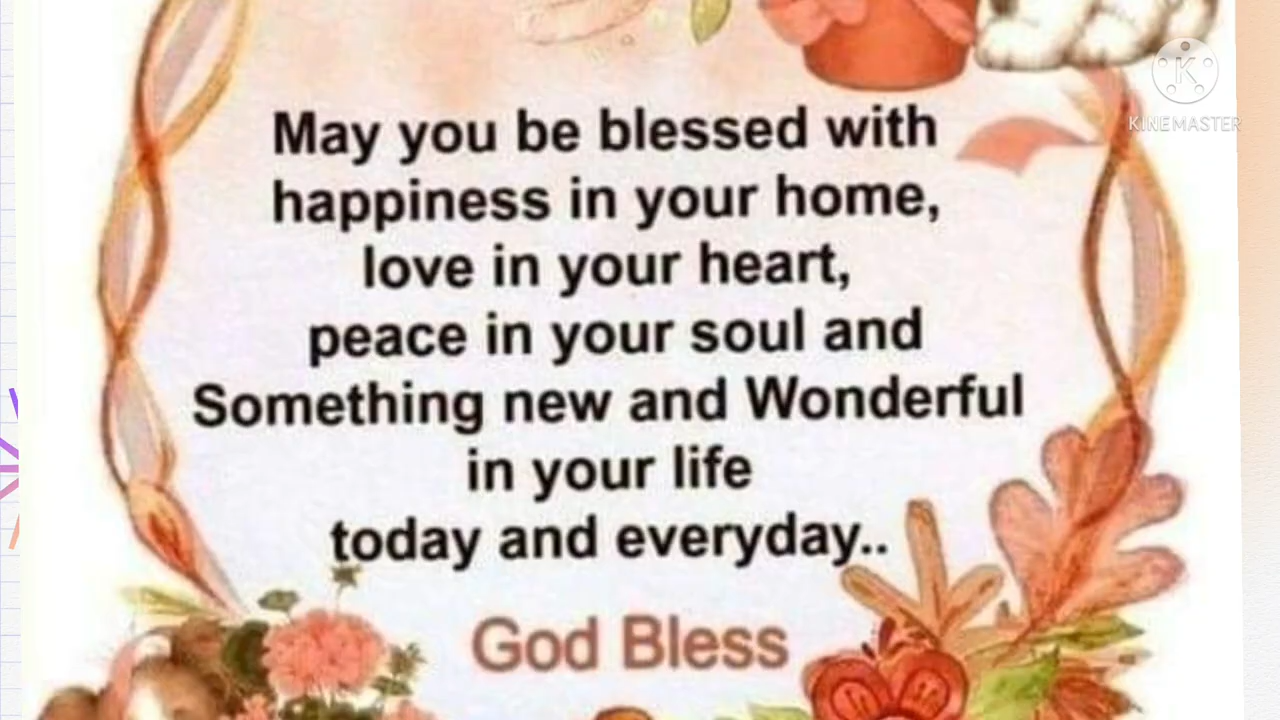 KINEMASTER
May you be blessed with
happiness in your home,
love in your heart,
peace in your soul and
Something new and Wonderful
in your life
today and everyday..
God Bless